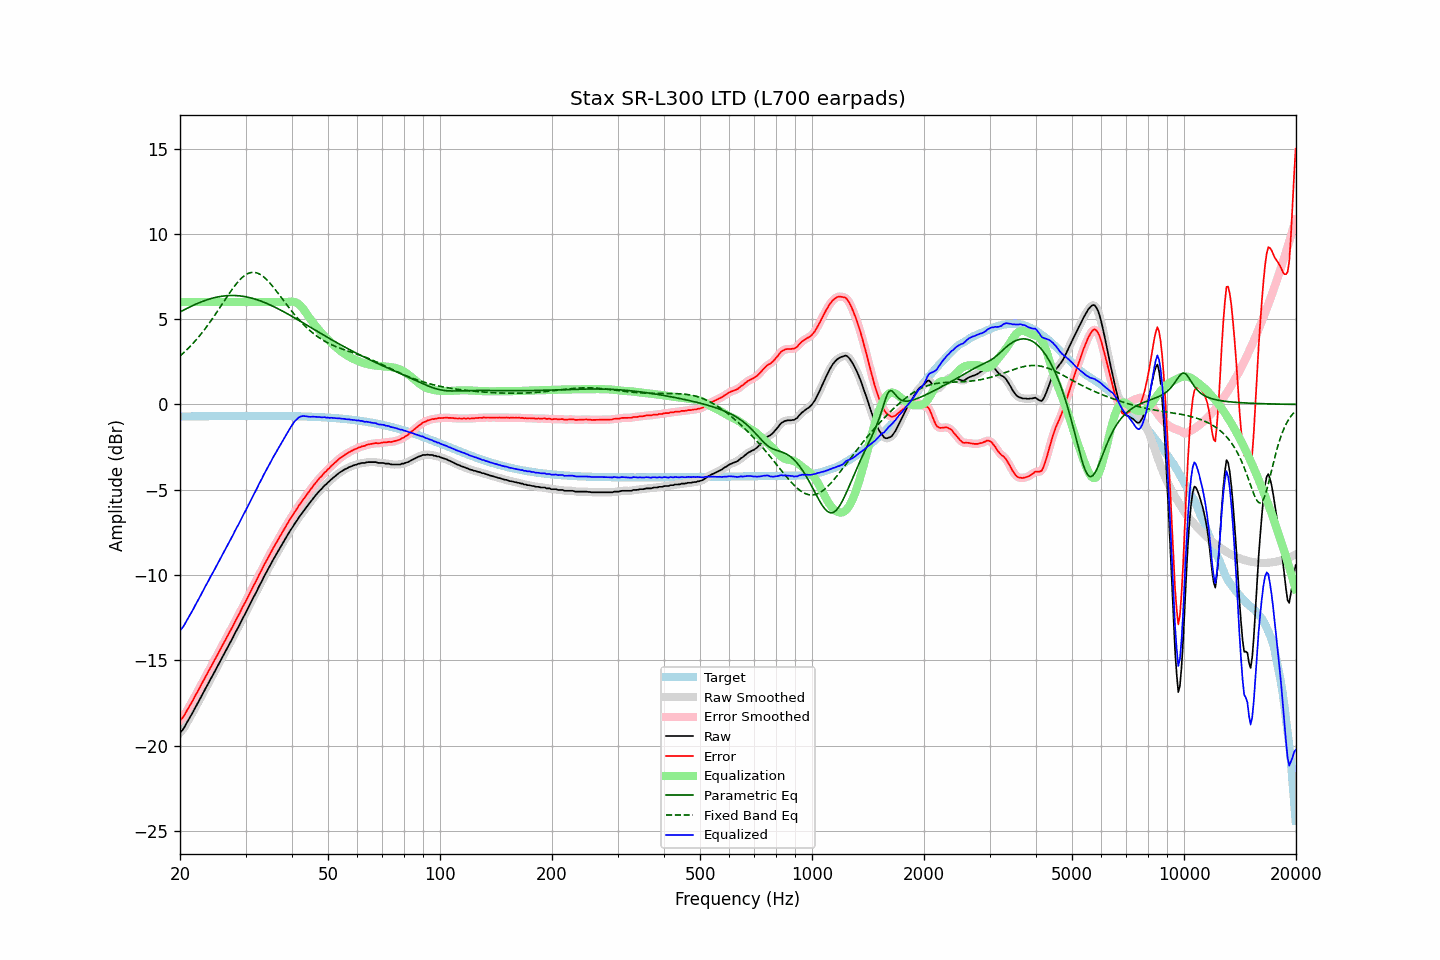 Stax SR-L300 LTD (L700 earpads)
15
10
5
0
−5
−10
−15
−20
−25
Amplitude (dBr)
Target
Raw Smoothed
Error Smoothed
Raw
Error
Equalization
Parametric Eq
Fixed Band Eq
Equalized
20 50 100 200 500 1000 2000 5000 10000 20000
Frequency (Hz)